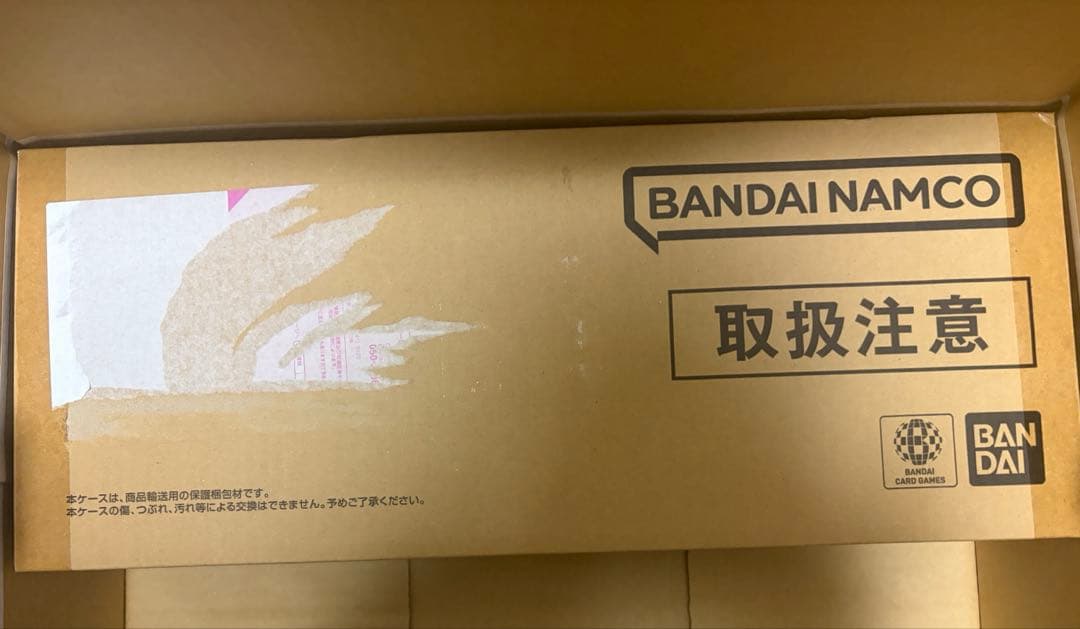 BANDAI NAMCO
取扱注意
BANDAI
CARD GAMES
BAN
DAI
本ケースは、商品輸送用の保護梱包材です。
本ケースの傷、つぶれ、汚れ等による交換はできません。予めご了承ください。